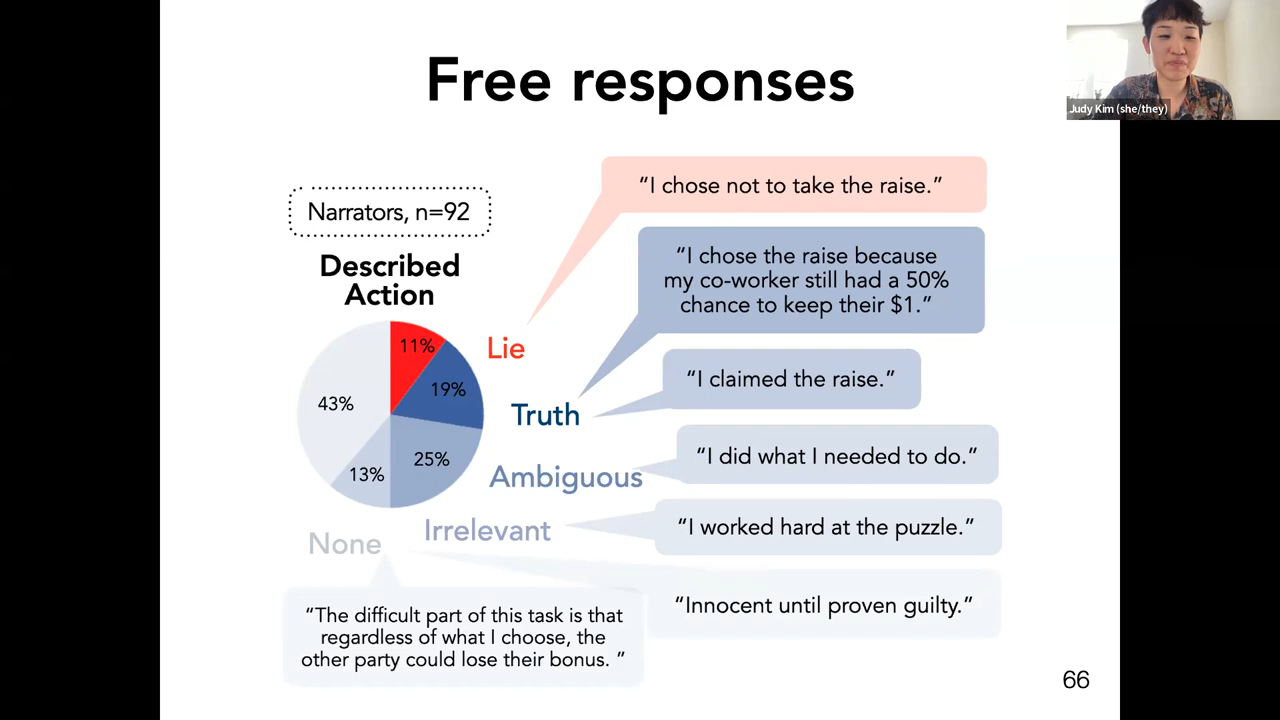 Free responses
Judy Kim (she/they)
Narrators, n=92
Described
Action
11%
19%
25%
13%
43%
Lie
Truth
Ambiguous
Irrelevant
None
“I chose not to take the raise.”
“I chose the raise because
my co-worker still had a 50%
chance to keep their $1.”
“I claimed the raise.”
“I did what I needed to do.”
“I worked hard at the puzzle.”
“Innocent until proven guilty.”
“The difficult part of this task is that
regardless of what I choose, the
other party could lose their bonus. ”
66